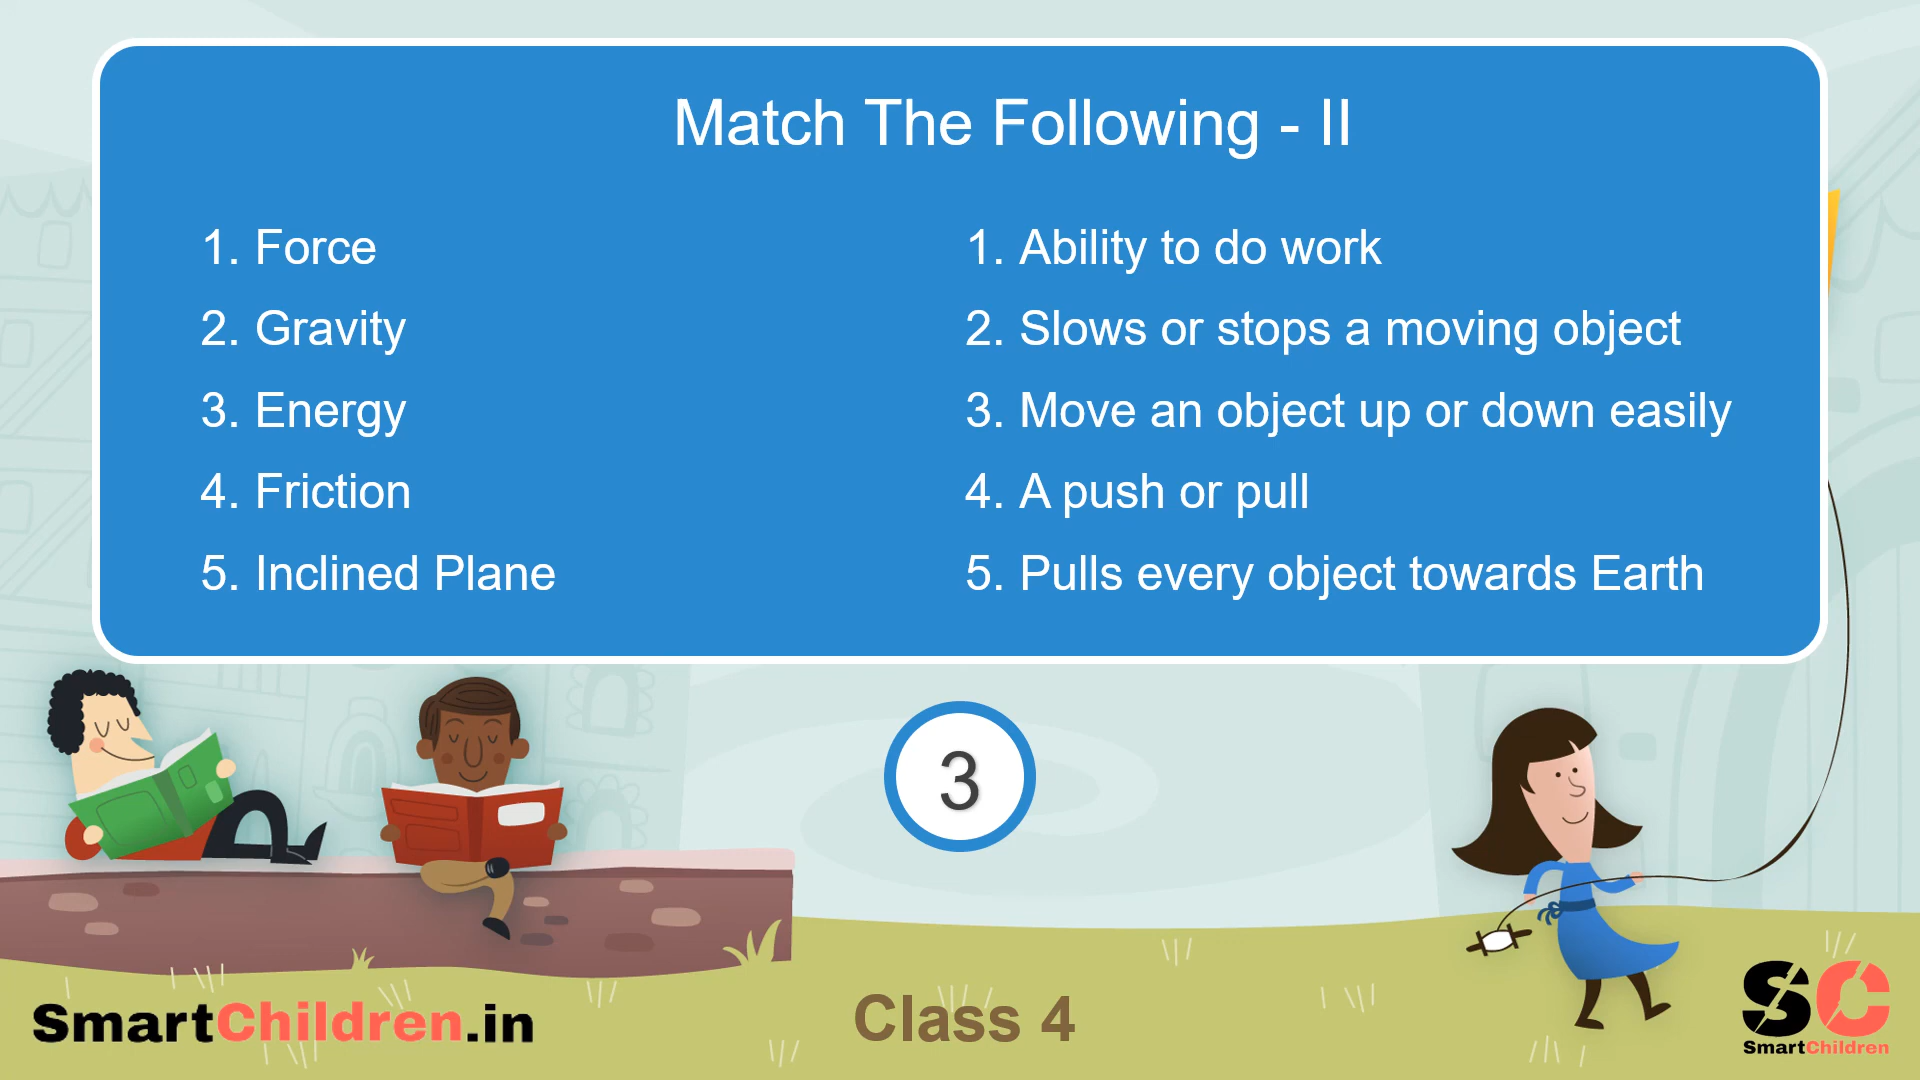 Match The Following - II
1. Force
2. Gravity
3. Energy
4. Friction
5. Inclined Plane
1. Ability to do work
2. Slows or stops a moving object
3. Move an object up or down easily
4. A push or pull
5. Pulls every object towards Earth
3
SmartChildren.in
Class 4
SC
SmartChildren